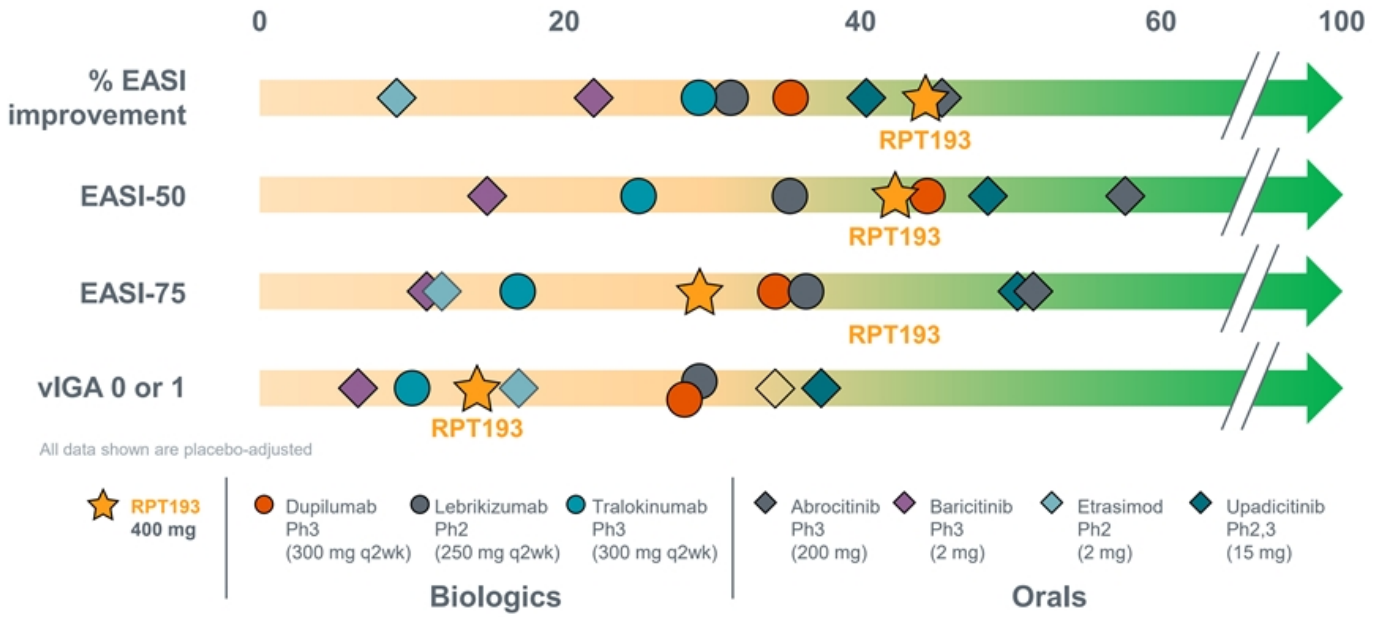 0 20 40 60 100
% EASI
improvement
RPT193
EASI-50
RPT193
EASI-75
RPT193
vIGA 0 or 1
RPT193
All data shown are placebo-adjusted
RPT193
400 mg
Dupilumab
Ph3
(300 mg q2wk)
Lebrikizumab
Ph2
(250 mg q2wk)
Tralokinumab
Ph3
(300 mg q2wk)
Biologics
Abrocitinib
Ph3
(200 mg)
Baricitinib
Ph3
(2 mg)
Etrasimod
Ph2
(2 mg)
Upadicitinib
Ph2,3
(15 mg)
Orals